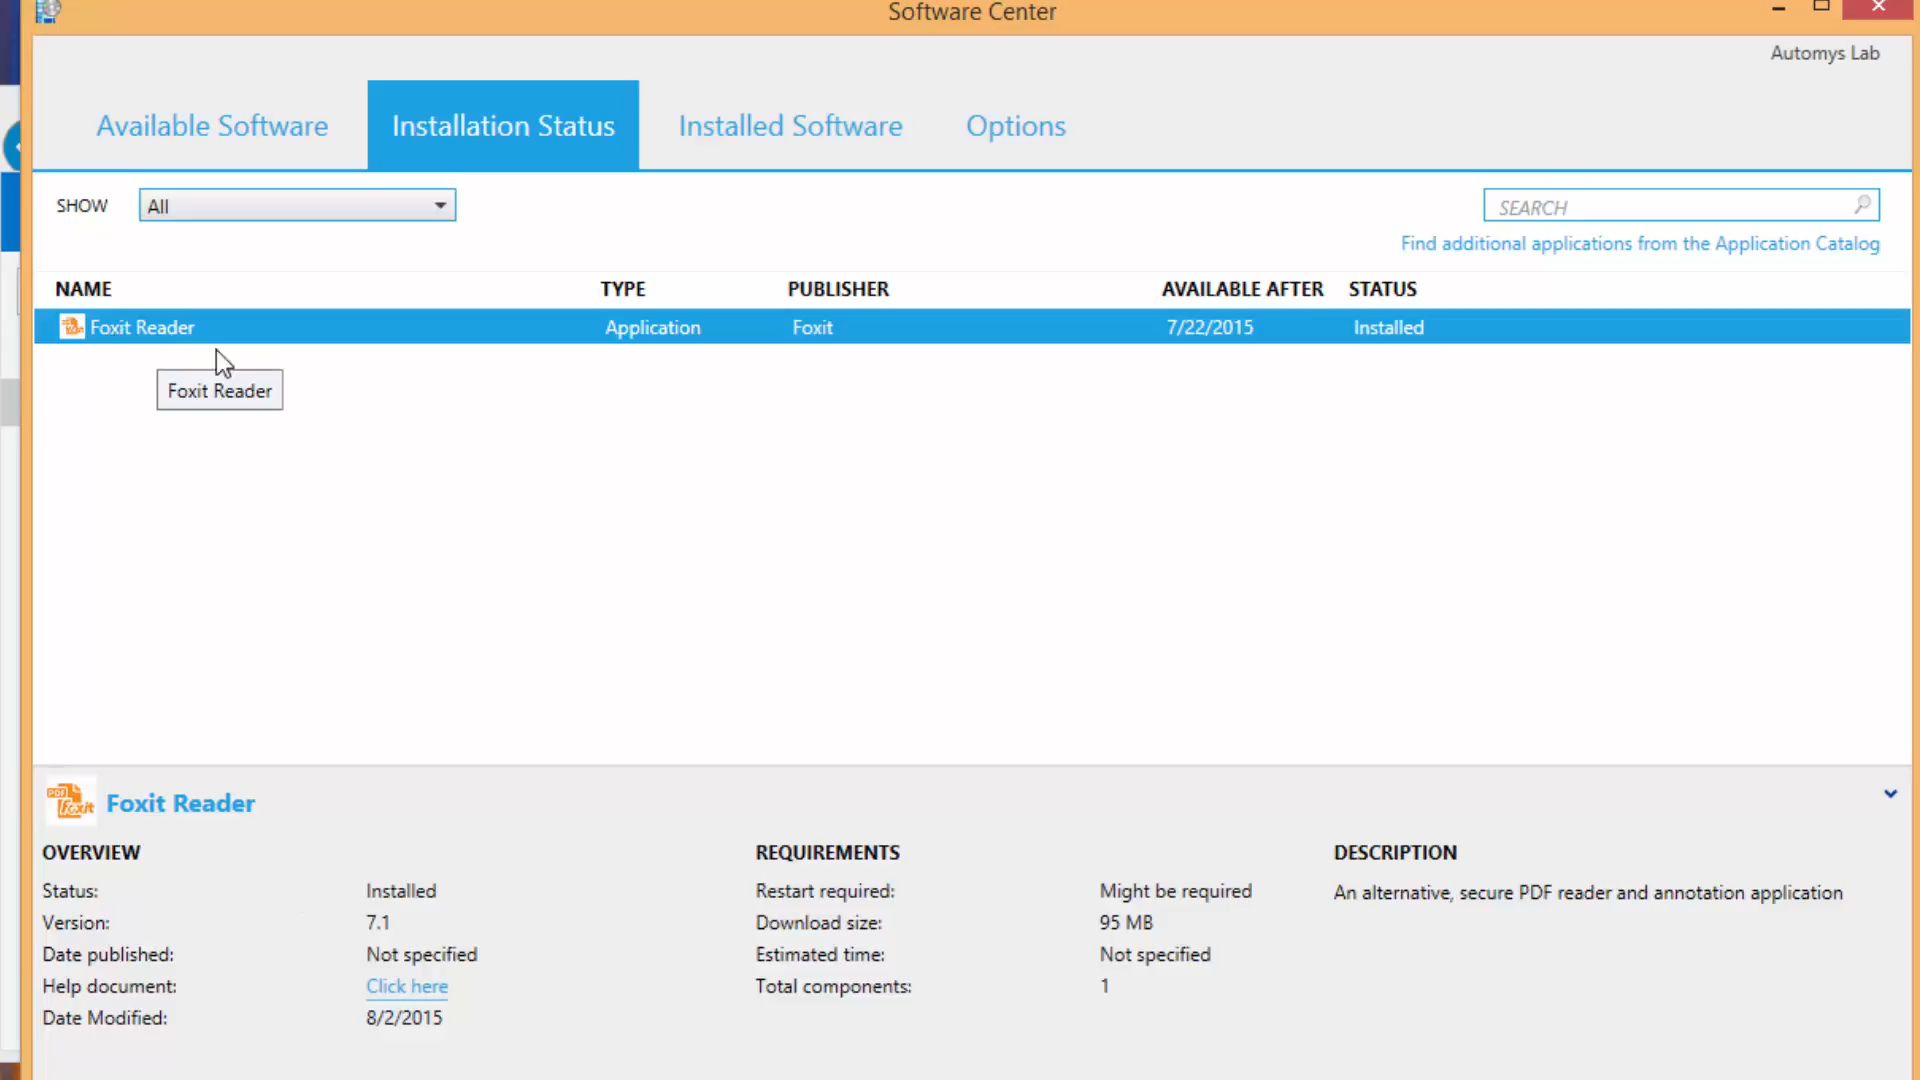 Software Center
Automys Lab
Available Software Installation Status Installed Software Options
SHOW All SEARCH
Find additional applications from the Application Catalog
NAME TYPE PUBLISHER AVAILABLE AFTER STATUS
Foxit Reader Application Foxit 7/22/2015 Installed
Foxit Reader
PDF Foxit Foxit Reader
OVERVIEW REQUIREMENTS DESCRIPTION
Status: Installed Restart required: Might be required An alternative, secure PDF reader and annotation application
Version: 7.1 Download size: 95 MB
Date published: Not specified Estimated time: Not specified
Help document: Click here Total components: 1
Date Modified: 8/2/2015